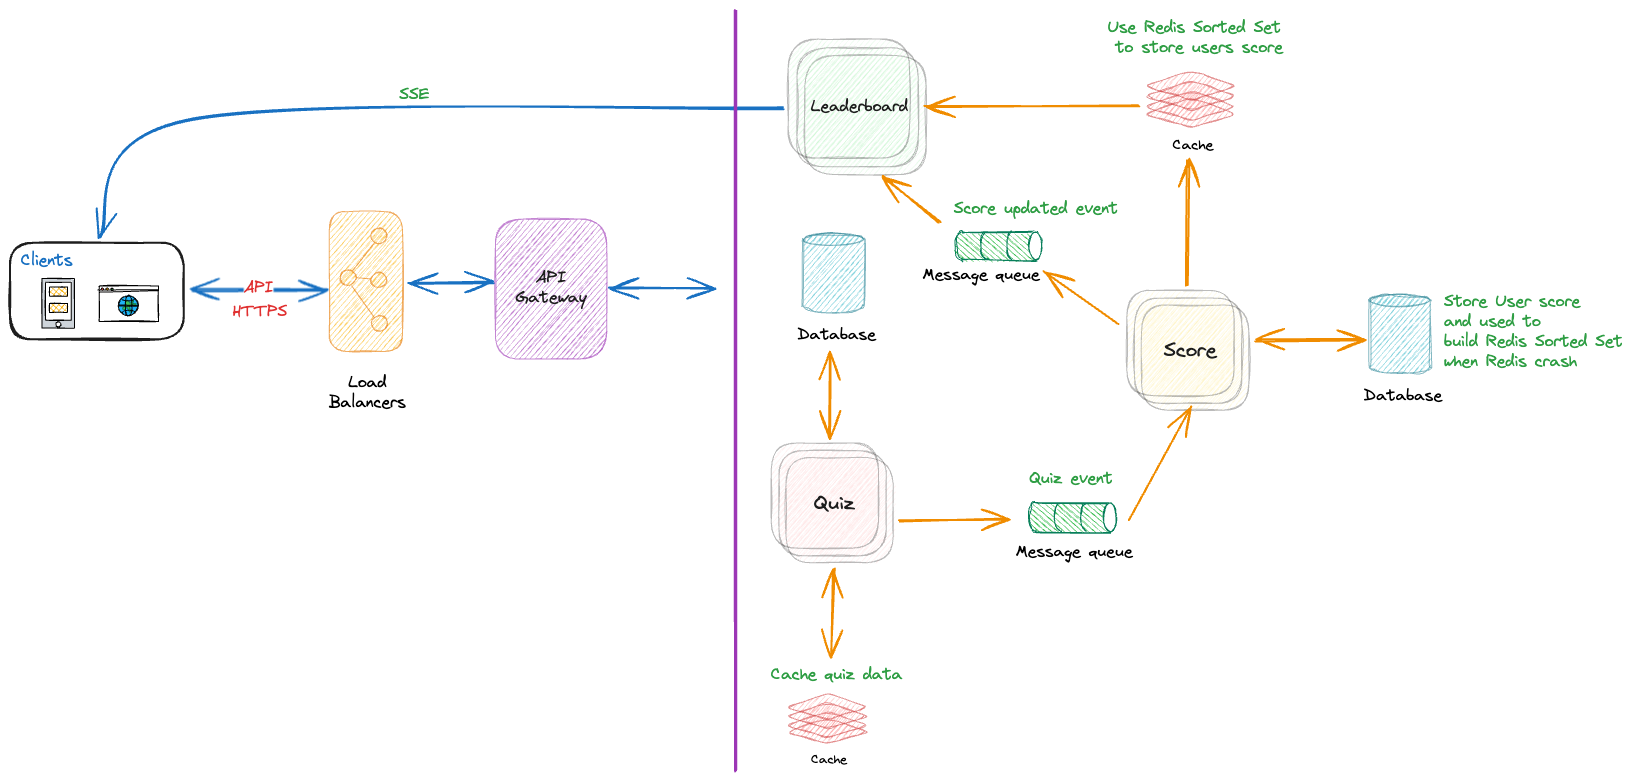 Use Redis Sorted Set
to store users score
SSE
Leaderboard
Cache
Score updated event
Message queue
Clients
API
HTTPS
API
Gateway
Load
Balancers
Database
Score
Store User score
and used to
build Redis Sorted Set
when Redis crash
Database
Quiz
Quiz event
Message queue
Cache quiz data
Cache